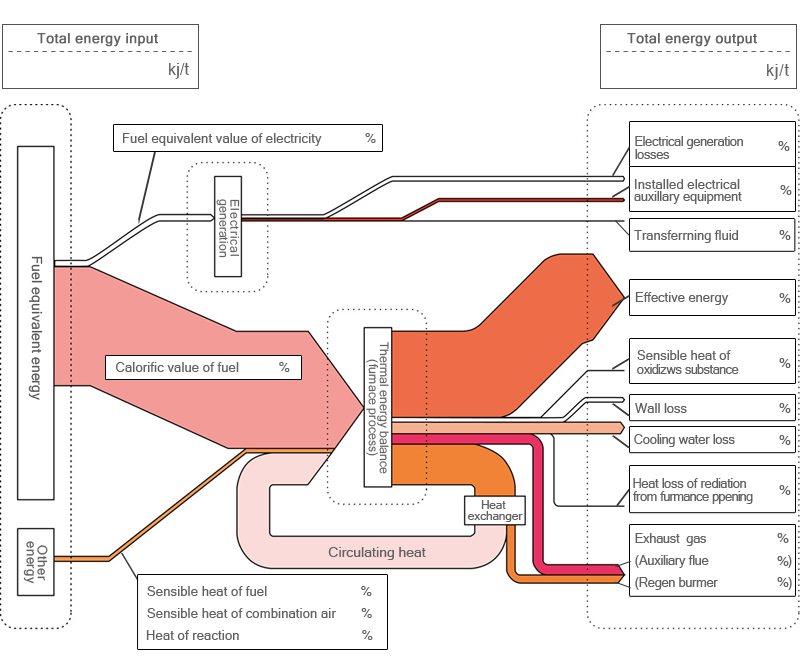 Total energy input
kj/t
Total energy output
kj/t
Fuel equivalent value of electricity %
Electrical
generation
Electrical generation
losses %
Installed electrical
auxillary equipment %
Transferrning fluid %
Fuel equivalent energy
Effective energy %
Calorific value of fuel %
Thermal energy balance
(fumace process)
Sensible heat of
oxidizws substance %
Wall loss %
Cooling water loss %
Heat loss of rediation
from furmance ppening %
Heat
exchanger
Circulating heat
Other
energy
Exhaust gas %
(Auxiliary flue %)
(Regen burmer %)
Sensible heat of fuel %
Sensible heat of combination air %
Heat of reaction %